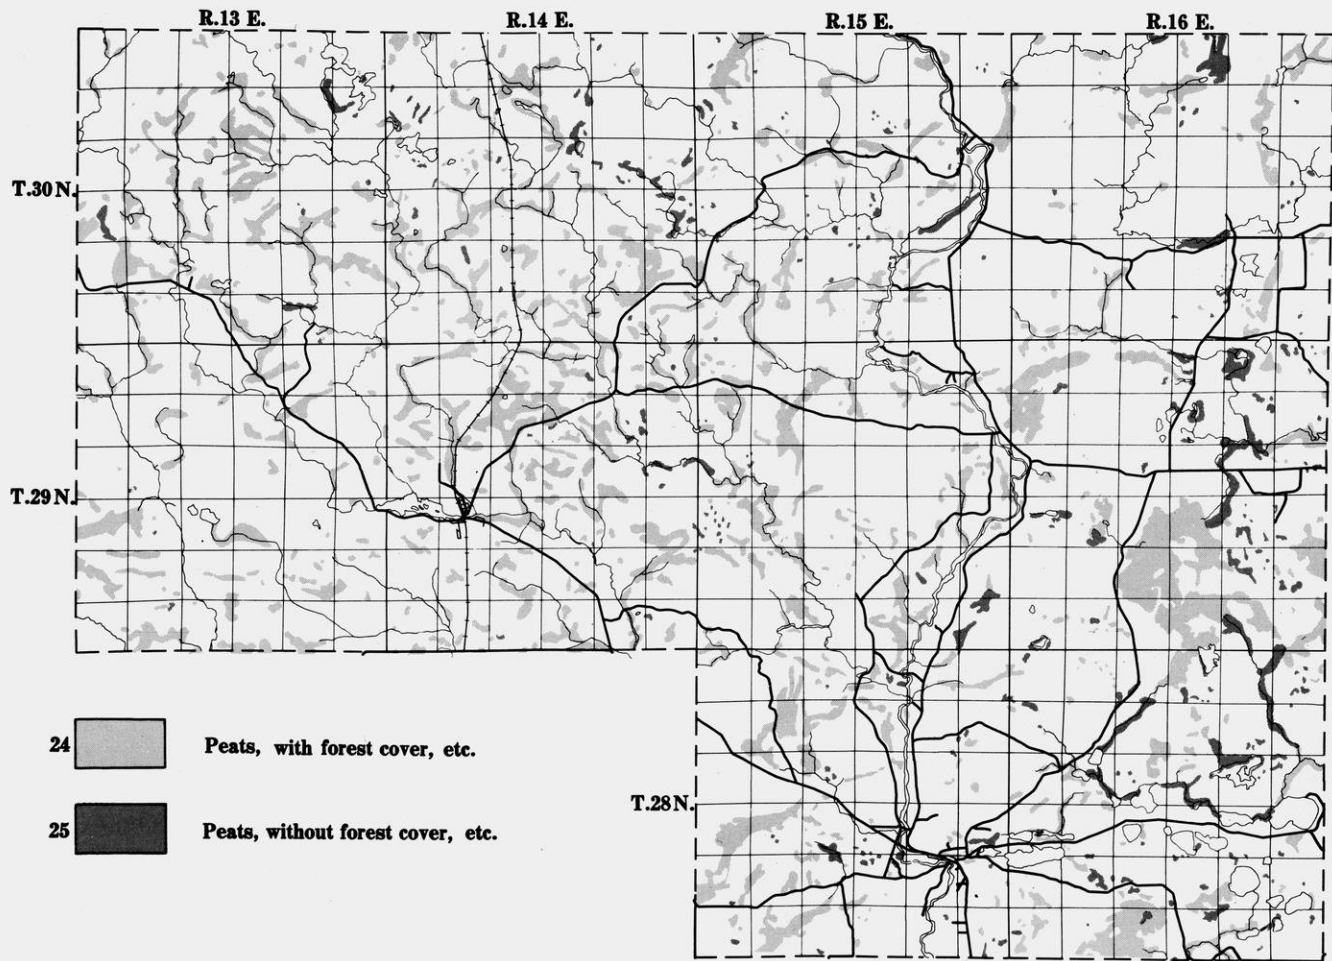 R.13 E. R.14 E. R.15 E. R.16 E.
T.30 N.
T.29 N.
24 Peats, with forest cover, etc.
T.28 N.
25 Peats, without forest cover, etc.